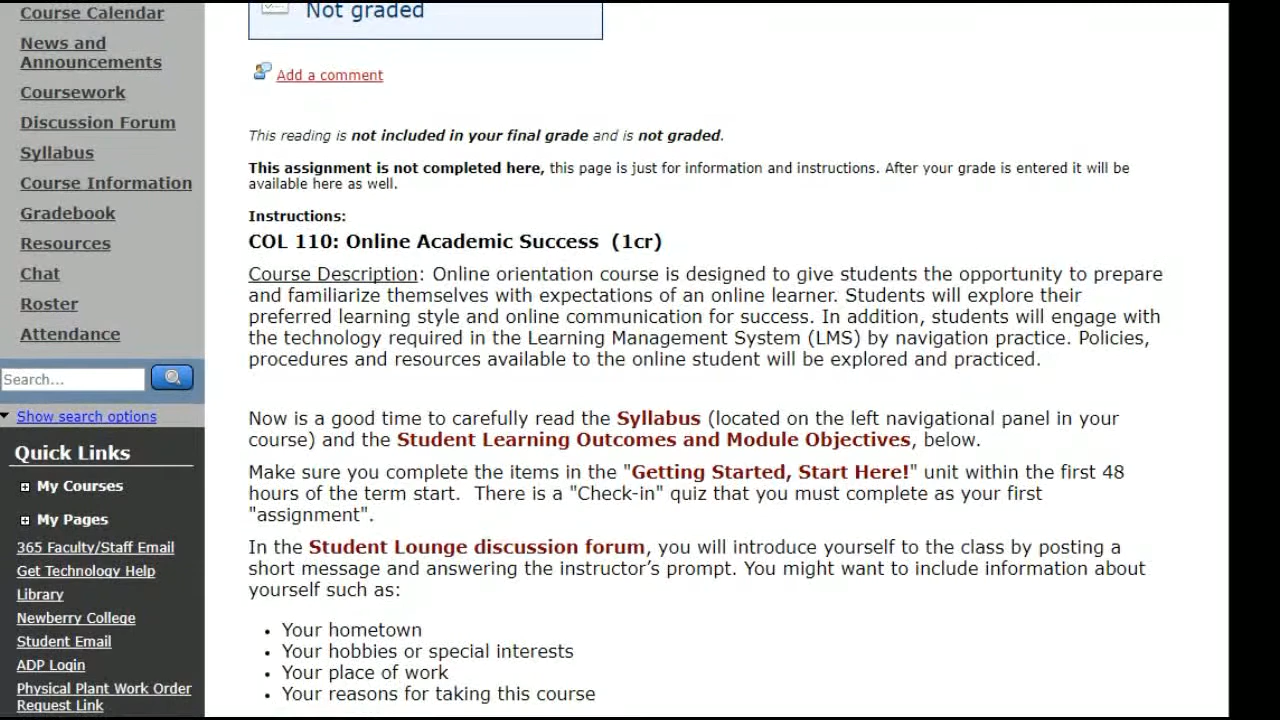 Course Calendar
News and
Announcements
Coursework
Discussion Forum
Syllabus
Course Information
Gradebook
Resources
Chat
Roster
Attendance
Search...
Show search options
Quick Links
My Courses
My Pages
365 Faculty/Staff Email
Get Technology Help
Library
Newberry College
Student Email
ADP Login
Physical Plant Work Order
Request Link
Not graded
Add a comment
This reading is not included in your final grade and is not graded.
This assignment is not completed here, this page is just for information and instructions. After your grade is entered it will be
available here as well.
Instructions:
COL 110: Online Academic Success (1cr)
Course Description: Online orientation course is designed to give students the opportunity to prepare
and familiarize themselves with expectations of an online learner. Students will explore their
preferred learning style and online communication for success. In addition, students will engage with
the technology required in the Learning Management System (LMS) by navigation practice. Policies,
procedures and resources available to the online student will be explored and practiced.
Now is a good time to carefully read the Syllabus (located on the left navigational panel in your
course) and the Student Learning Outcomes and Module Objectives, below.
Make sure you complete the items in the "Getting Started, Start Here!" unit within the first 48
hours of the term start. There is a "Check-in" quiz that you must complete as your first
"assignment".
In the Student Lounge discussion forum, you will introduce yourself to the class by posting a
short message and answering the instructor's prompt. You might want to include information about
yourself such as:
• Your hometown
• Your hobbies or special interests
• Your place of work
• Your reasons for taking this course